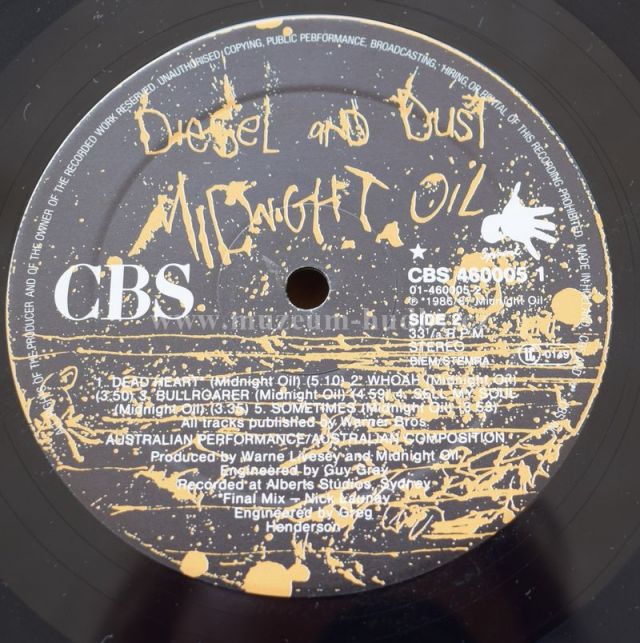 ALL RIGHTS OF THE PRODUCER AND OF THE OWNER OF THE RECORDED WORK RESERVED. UNAUTHORISED COPYING, PUBLIC PERFORMANCE, BROADCASTING, HIRING OR RENTAL OF THIS RECORDING PROHIBITED. MADE IN HOLLAND.
DiESEL AND DUST
MIDNIGHT OIL
CBS
CBS 460005 1
01-460005-2
℗ *1986/87 Midnight Oil
SIDE 2
33⅓ R.P.M.
STEREO
BIEM/STEMRA
0149
www.muzeum-hu
1. DEAD HEART* (Midnight Oil) (5.10) 2. WHOAH (Midnight Oil)
(3.50) 3. BULLROARER (Midnight Oil) (4.59) 4. SELL MY SOUL
(Midnight Oil) (3.35) 5. SOMETIMES (Midnight Oil) (3.53)
All tracks published by Warner Bros.
AUSTRALIAN PERFORMANCE/AUSTRALIAN COMPOSITION
Produced by Warne Livesey and Midnight Oil
Engineered by Guy Grey
Recorded at Alberts Studios, Sydney
*Final Mix – Nick Launay
Engineered by Greg
Henderson